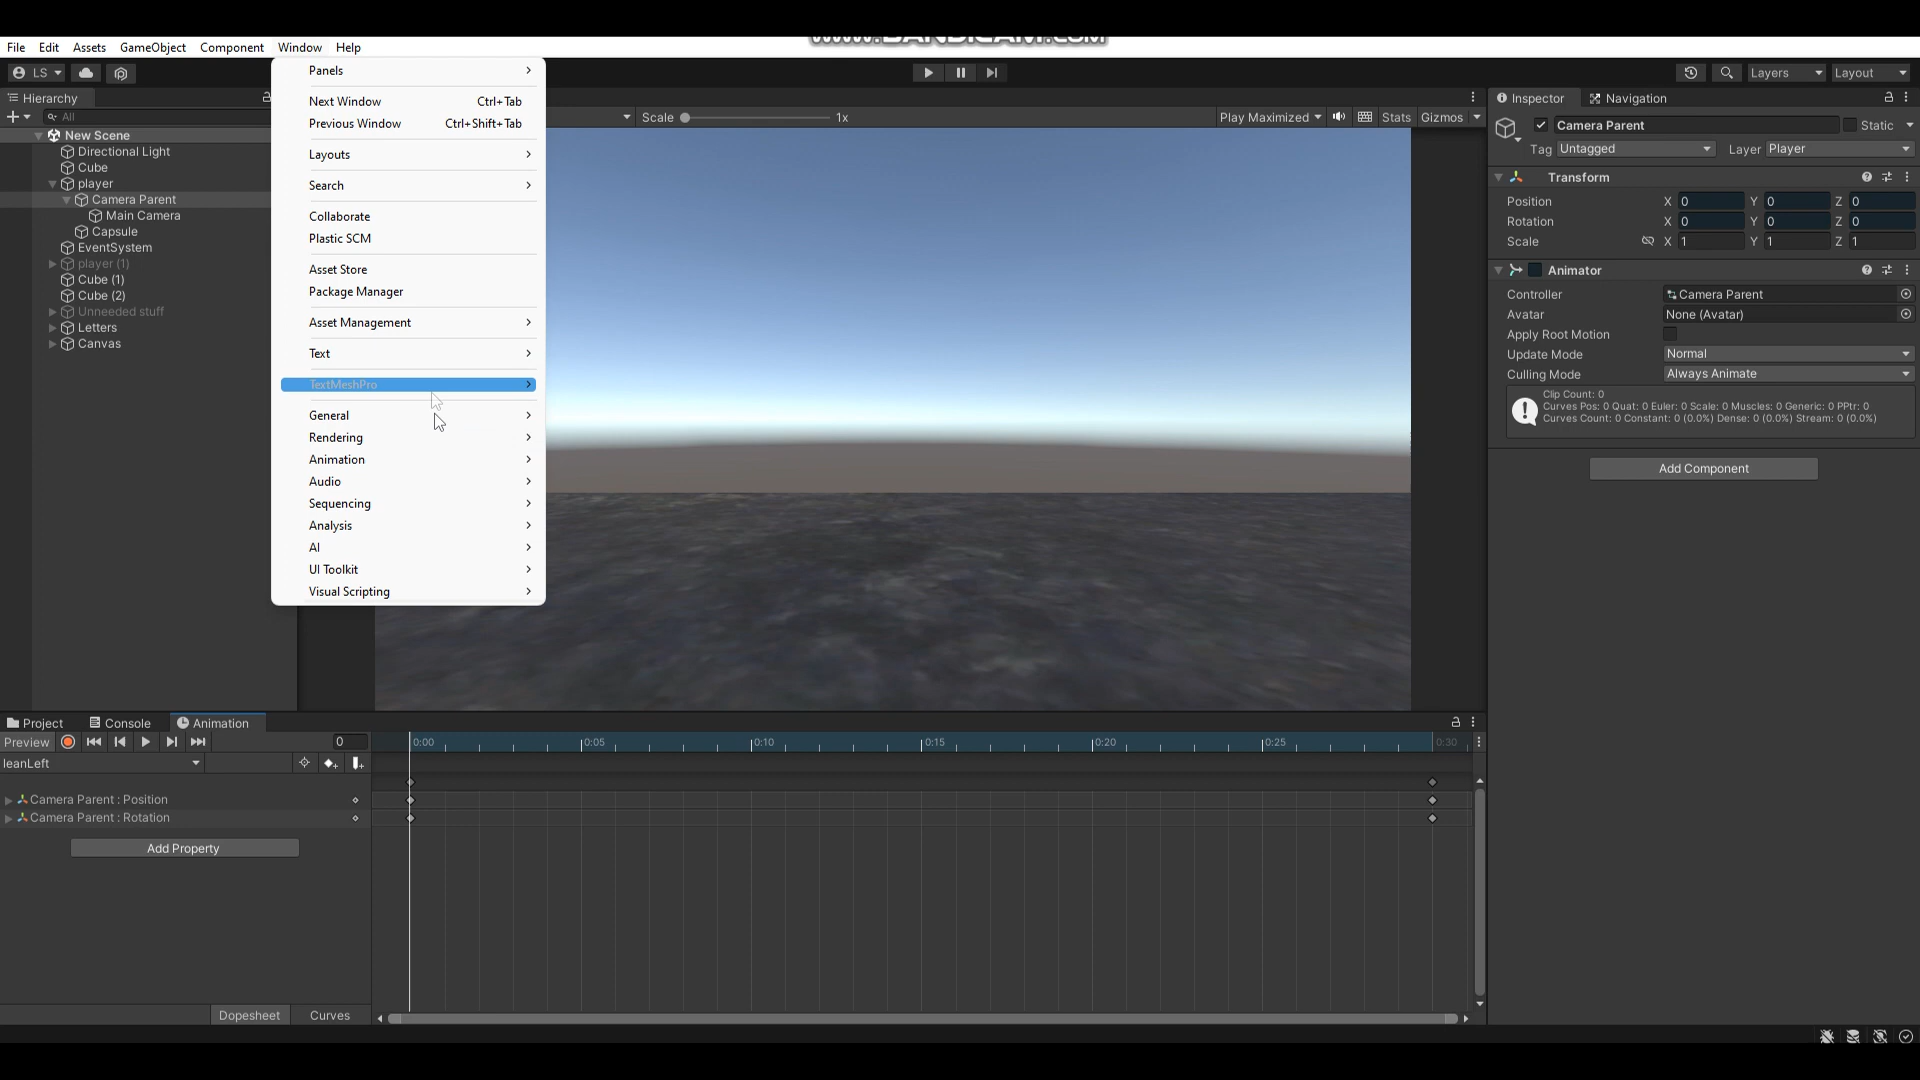 www.BANDICAM.com
File Edit Assets GameObject Component Window Help
LS
Layers
Layout
Hierarchy
All
New Scene
Directional Light
Cube
player
Camera Parent
Main Camera
Capsule
EventSystem
player (1)
Cube (1)
Cube (2)
Unneeded stuff
Letters
Canvas
Panels
Next Window Ctrl+Tab
Previous Window Ctrl+Shift+Tab
Layouts
Search
Collaborate
Plastic SCM
Asset Store
Package Manager
Asset Management
Text
TextMeshPro
General
Rendering
Animation
Audio
Sequencing
Analysis
AI
UI Toolkit
Visual Scripting
Scale 1x
Play Maximized Stats Gizmos
Inspector Navigation
Camera Parent Static
Tag Untagged Layer Player
Transform
Position X 0 Y 0 Z 0
Rotation X 0 Y 0 Z 0
Scale X 1 Y 1 Z 1
Animator
Controller Camera Parent
Avatar None (Avatar)
Apply Root Motion
Update Mode Normal
Culling Mode Always Animate
Clip Count: 0
Curves Pos: 0 Quat: 0 Euler: 0 Scale: 0 Muscles: 0 Generic: 0 PPtr: 0
Curves Count: 0 Constant: 0 (0.0%) Dense: 0 (0.0%) Stream: 0 (0.0%)
Add Component
Project Console Animation
Preview 0
0:00 0:05 0:10 0:15 0:20 0:25 0:30
leanLeft
Camera Parent : Position
Camera Parent : Rotation
Add Property
Dopesheet Curves